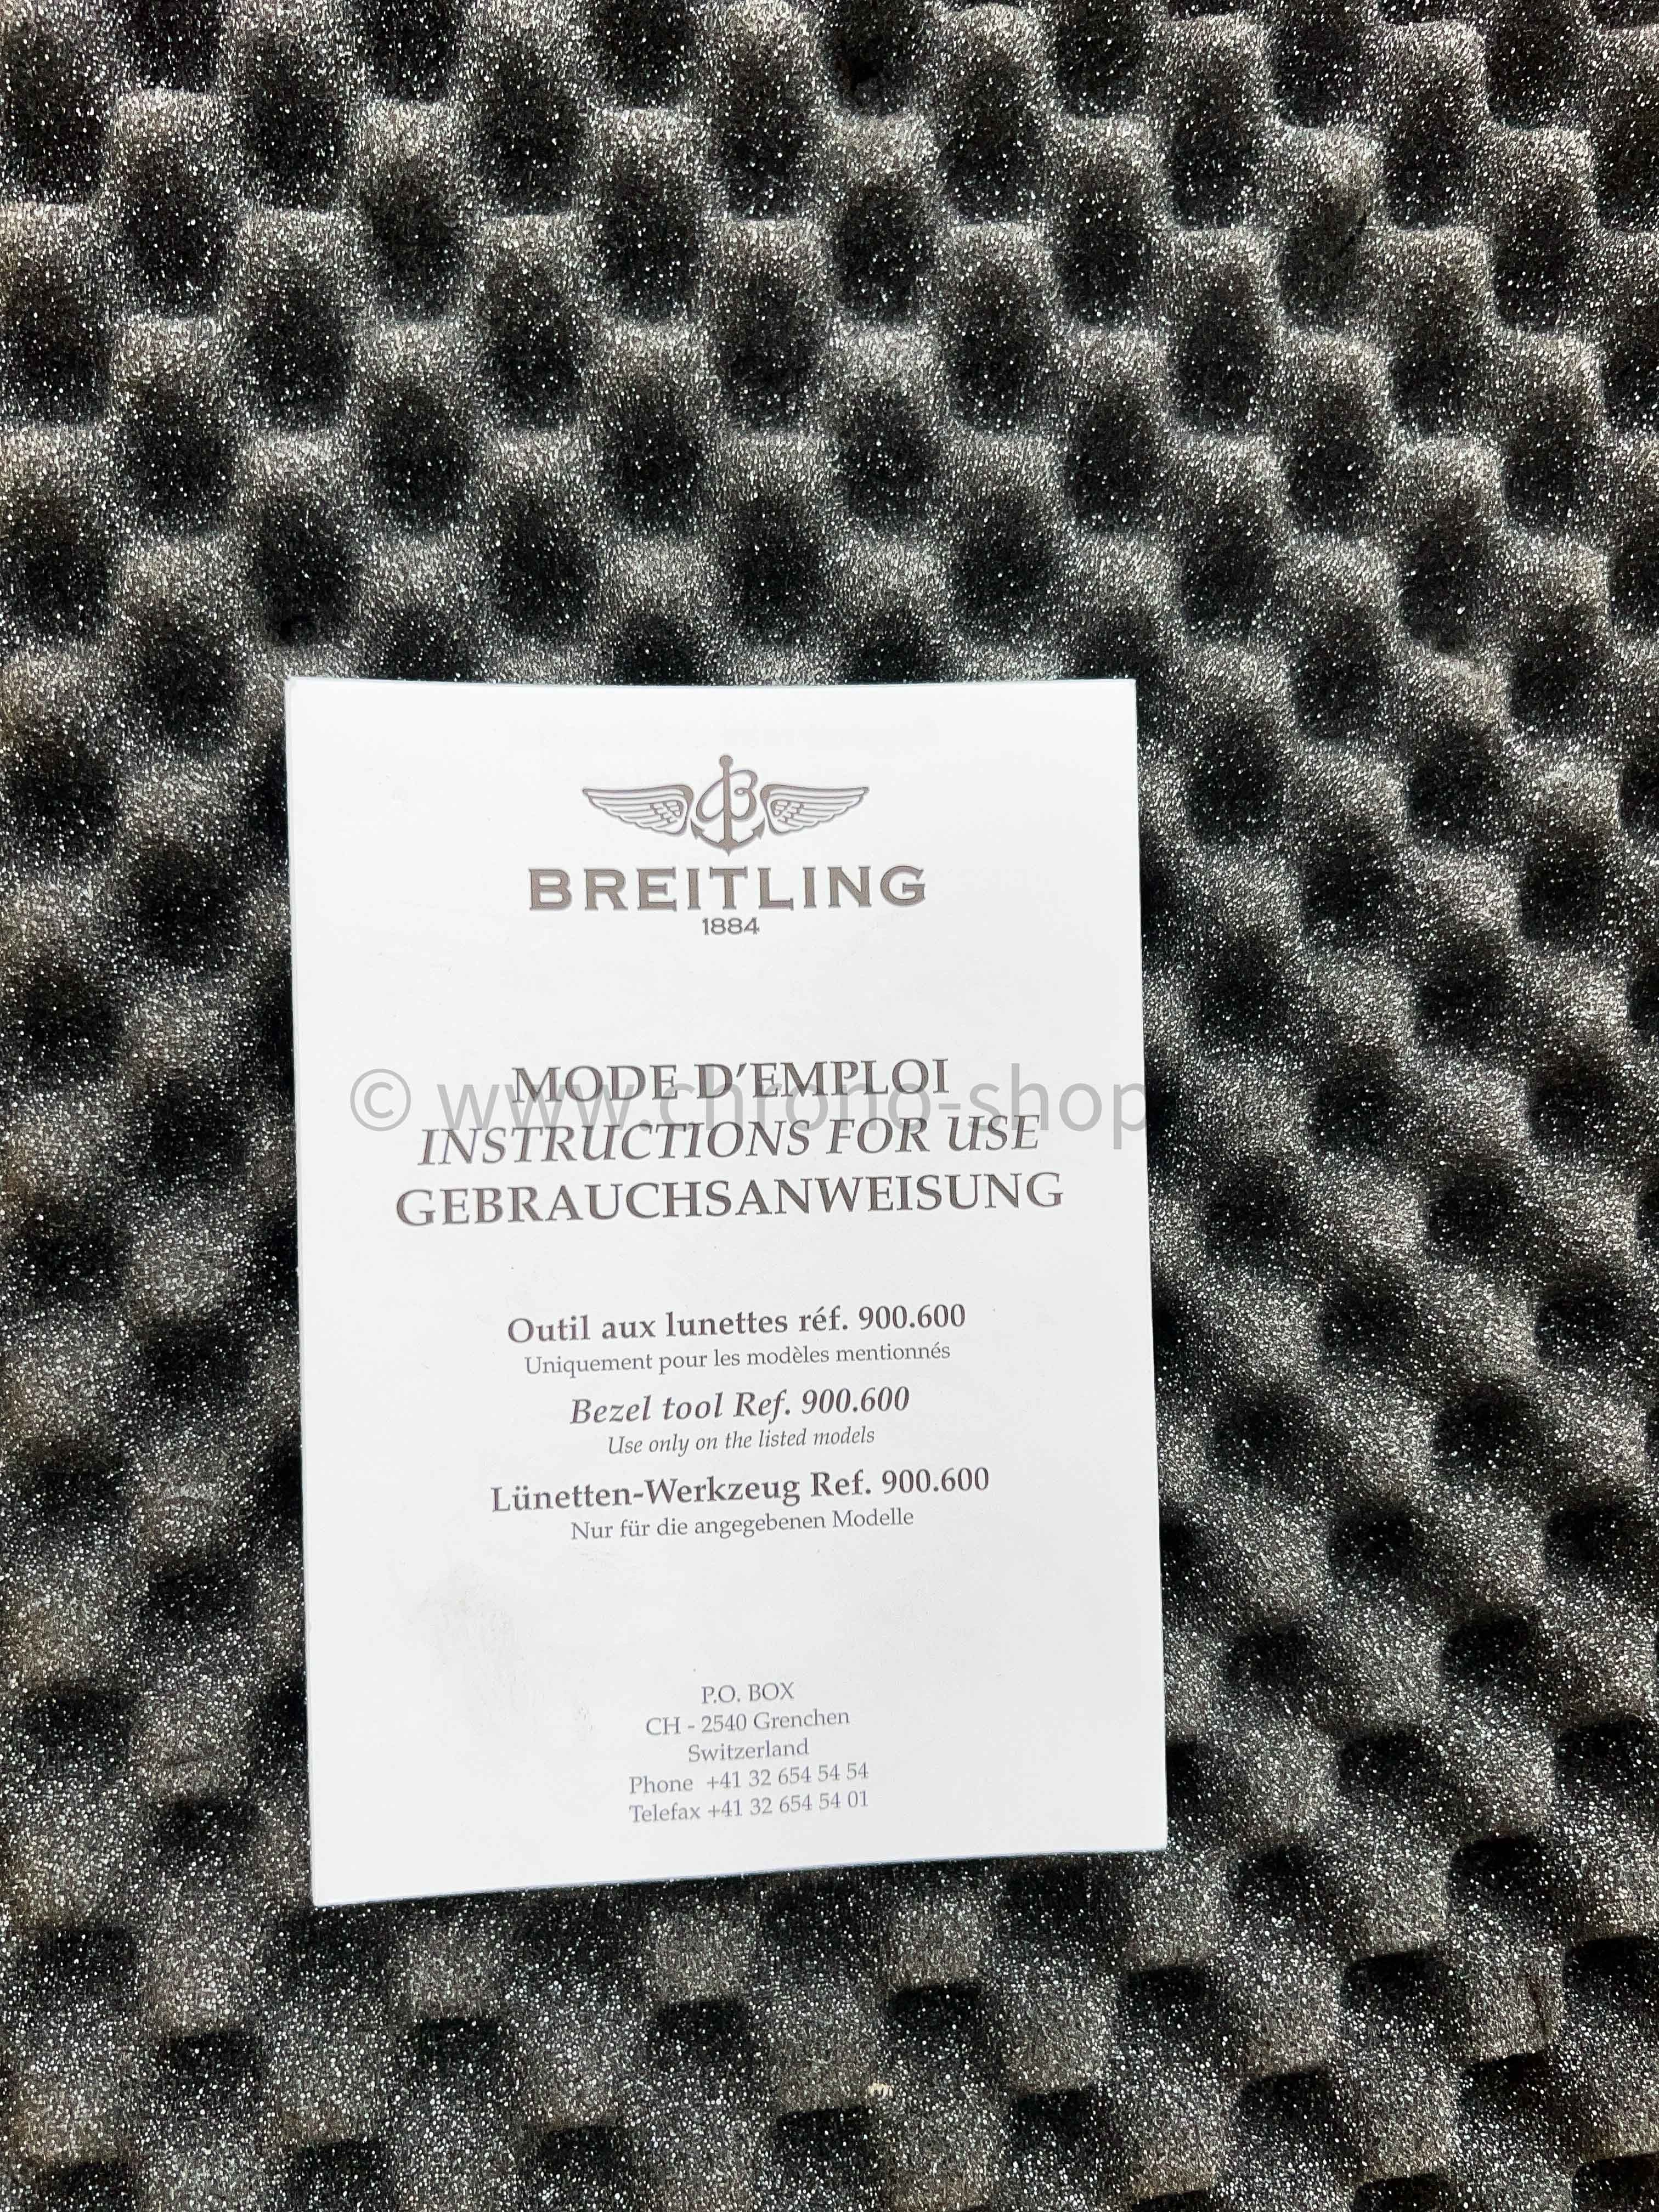 BREITLING
1884
MODE D'EMPLOI
© www.chrono-shop
INSTRUCTIONS FOR USE
GEBRAUCHSANWEISUNG
Outil aux lunettes réf. 900.600
Uniquement pour les modèles mentionnés
Bezel tool Ref. 900.600
Use only on the listed models
Lünetten-Werkzeug Ref. 900.600
Nur für die angegebenen Modelle
P.O. BOX
CH - 2540 Grenchen
Switzerland
Phone +41 32 654 54 54
Telefax +41 32 654 54 01